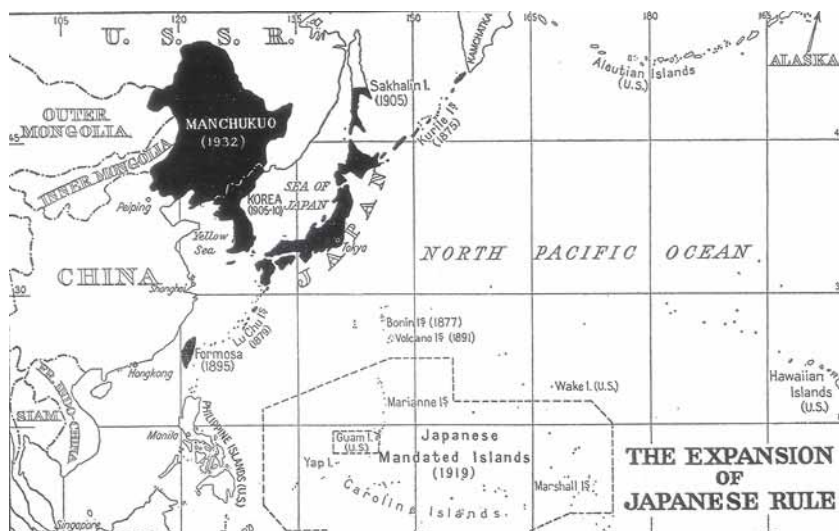 105
120
135
150
165
180
165
U. S. S. R.
KAMCHATKA
ALASKA
Aleutian Islands
(U.S.)
Sakhalin I.
(1905)
OUTER
MONGOLIA
MANCHUKUO
(1932)
Kurile Is
(1875)
45
INNER MONGOLIA
Peiping
KOREA
(1905-10)
SEA OF
JAPAN
JAPAN
Yellow
Sea
Tokyo
NORTH PACIFIC OCEAN
CHINA
Shanghai
30
Lu Chu Is
(1879)
Bonin Is (1877)
Volcano Is (1891)
Formosa
(1895)
Hongkong
FR. INDO-CHINA
Marianne Is
Wake I. (U.S.)
Hawaiian
Islands
(U.S.)
SIAM
PHILIPPINE ISLANDS (U.S.)
Manila
Guam I.
(U.S.)
Japanese
Mandated Islands
(1919)
Yap I.
Caroline Islands
Marshall Is
Singapore
THE EXPANSION
OF
JAPANESE RULE